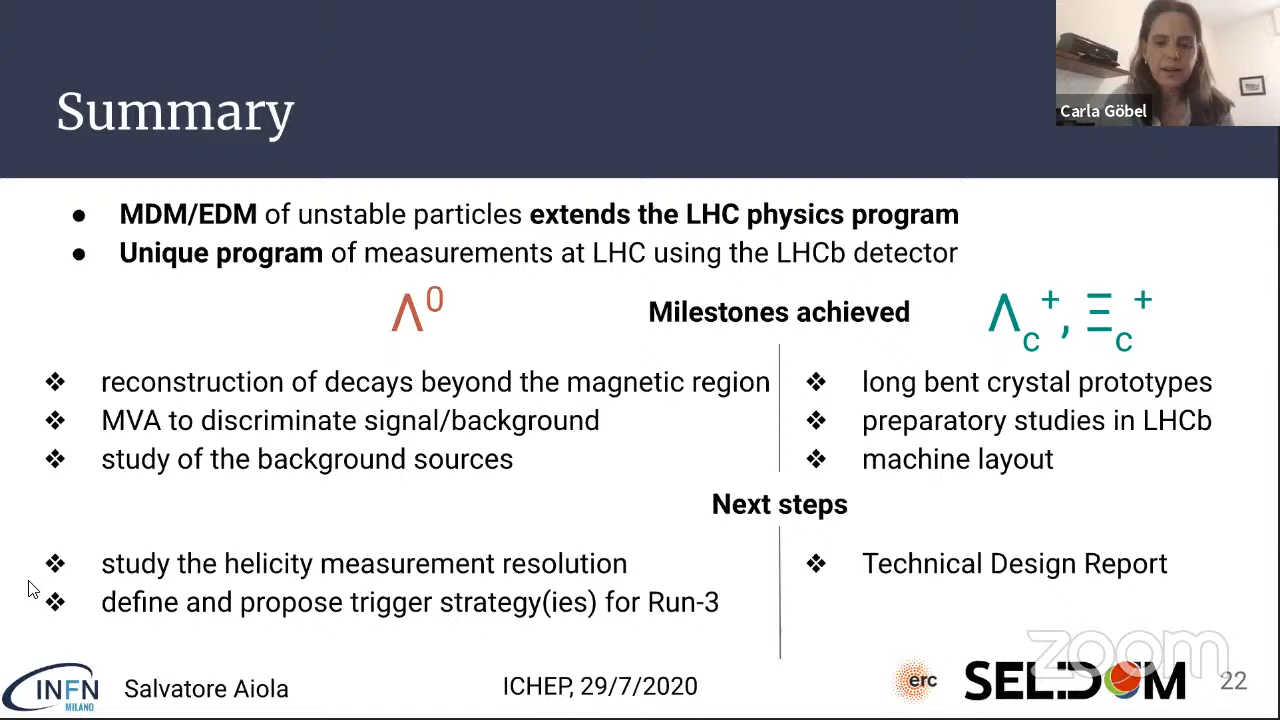 Summary
Carla Göbel
● MDM/EDM of unstable particles extends the LHC physics program
● Unique program of measurements at LHC using the LHCb detector
Λ⁰
Milestones achieved
Λc⁺, Ξc⁺
❖ reconstruction of decays beyond the magnetic region
❖ MVA to discriminate signal/background
❖ study of the background sources
❖ long bent crystal prototypes
❖ preparatory studies in LHCb
❖ machine layout
Next steps
❖ study the helicity measurement resolution
❖ define and propose trigger strategy(ies) for Run-3
❖ Technical Design Report
zoom
INFN
MILANO
Salvatore Aiola
ICHEP, 29/7/2020
erc
SEL:DOM
22